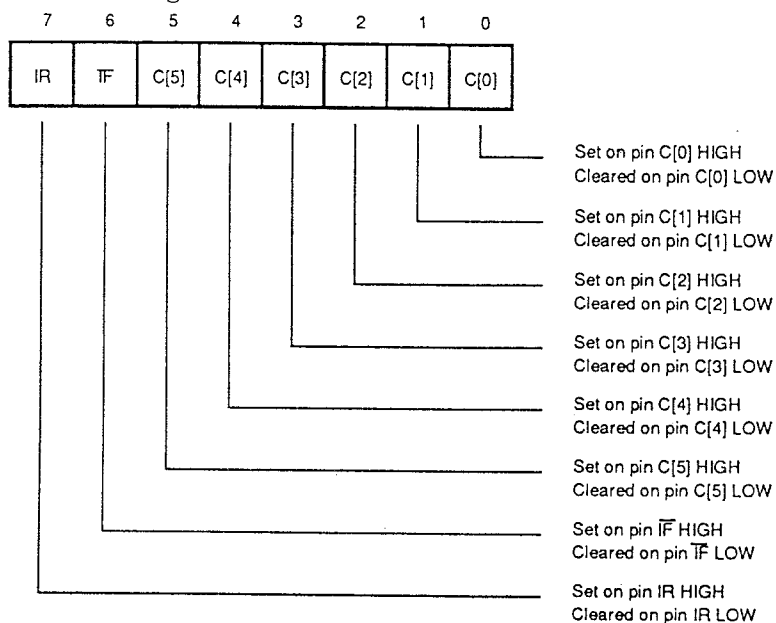 7 6 5 4 3 2 1 0
IR I̅F̅ C[5] C[4] C[3] C[2] C[1] C[0]
Set on pin C[0] HIGH
Cleared on pin C[0] LOW
Set on pin C[1] HIGH
Cleared on pin C[1] LOW
Set on pin C[2] HIGH
Cleared on pin C[2] LOW
Set on pin C[3] HIGH
Cleared on pin C[3] LOW
Set on pin C[4] HIGH
Cleared on pin C[4] LOW
Set on pin C[5] HIGH
Cleared on pin C[5] LOW
Set on pin I̅F̅ HIGH
Cleared on pin I̅F̅ LOW
Set on pin IR HIGH
Cleared on pin IR LOW